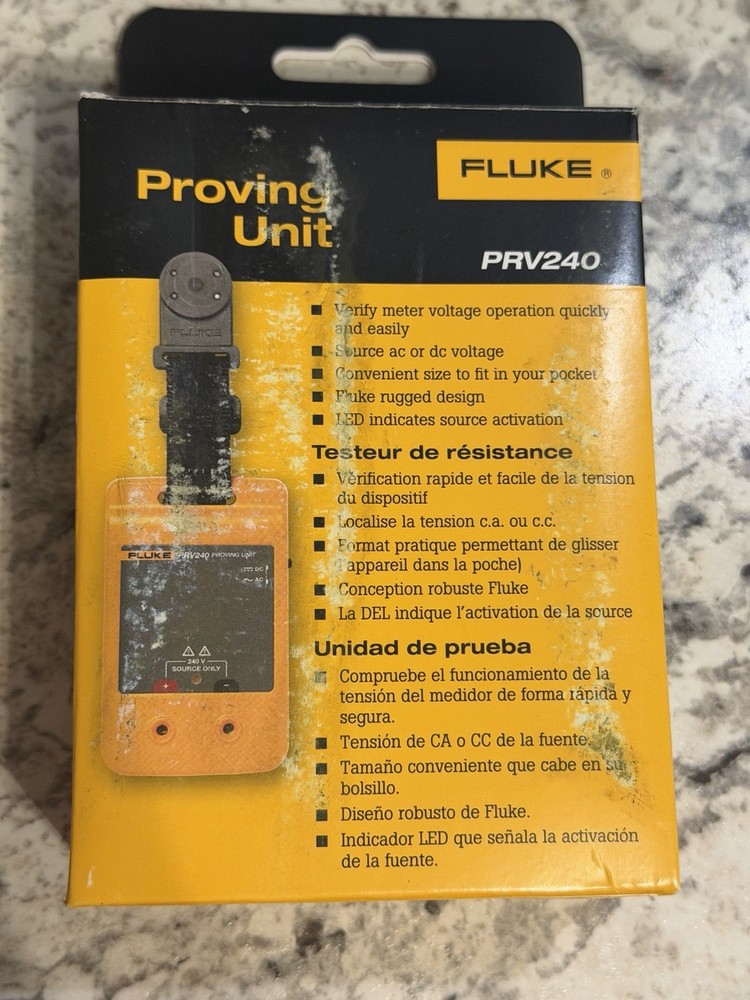 FLUKE ®
Proving
Unit
PRV240
FLUKE
Verify meter voltage operation quickly
and easily
Source ac or dc voltage
Convenient size to fit in your pocket
Fluke rugged design
LED indicates source activation
Testeur de résistance
Vérification rapide et facile de la tension
du dispositif
Localise la tension c.a. ou c.c.
Format pratique permettant de glisser
l'appareil dans la poche)
Conception robuste Fluke
La DEL indique l'activation de la source
Unidad de prueba
Compruebe el funcionamiento de la
tensión del medidor de forma rápida y
segura.
Tensión de CA o CC de la fuente.
Tamaño conveniente que cabe en su
bolsillo.
Diseño robusto de Fluke.
Indicador LED que señala la activación
de la fuente.
FLUKE PRV240 PROVING UNIT
DC
AC
240 V
SOURCE ONLY
+ −